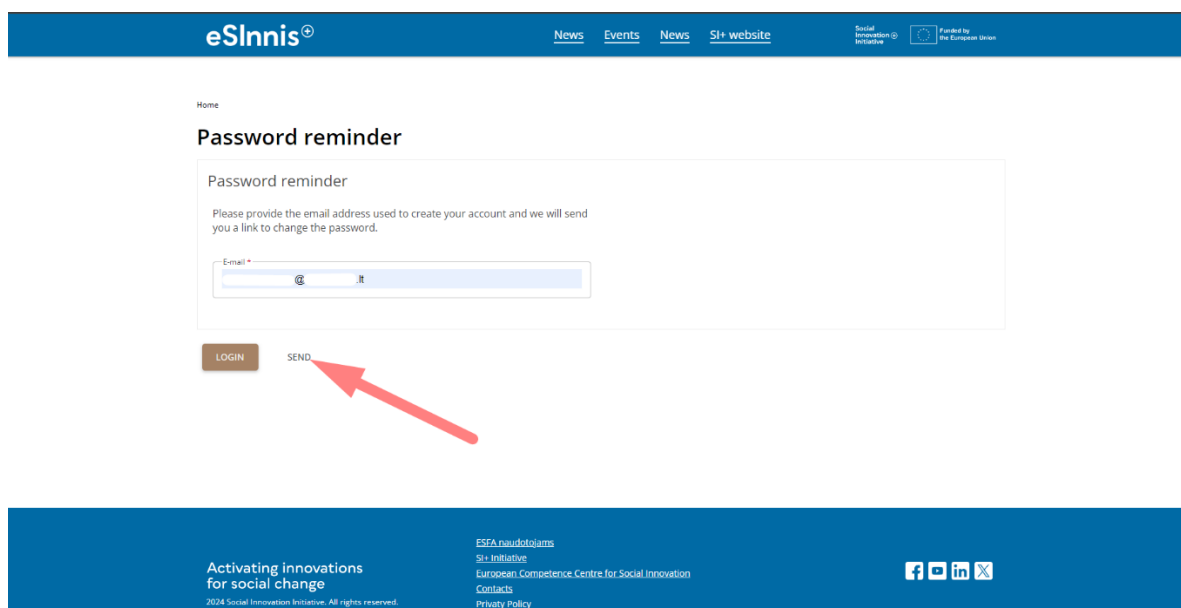 eSInnis⊕
News Events News SI+ website
Social
Innovation ⊕
Initiative
Funded by
the European Union
Home
Password reminder
Password reminder
Please provide the email address used to create your account and we will send
you a link to change the password.
E-mail *
@ .lt
LOGIN SEND
ESFA naudotojams
SI+ Initiative
European Competence Centre for Social Innovation
Contacts
Privaty Policy
Activating innovations
for social change
2024 Social Innovation Initiative. All rights reserved.